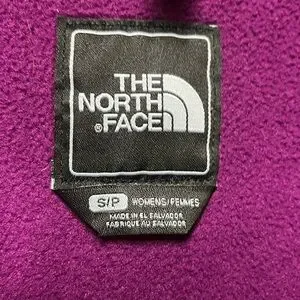 THE
NORTH
®FACE
S/P WOMENS/FEMMES
MADE IN EL SALVADOR
FABRIQUE AU SALVADOR